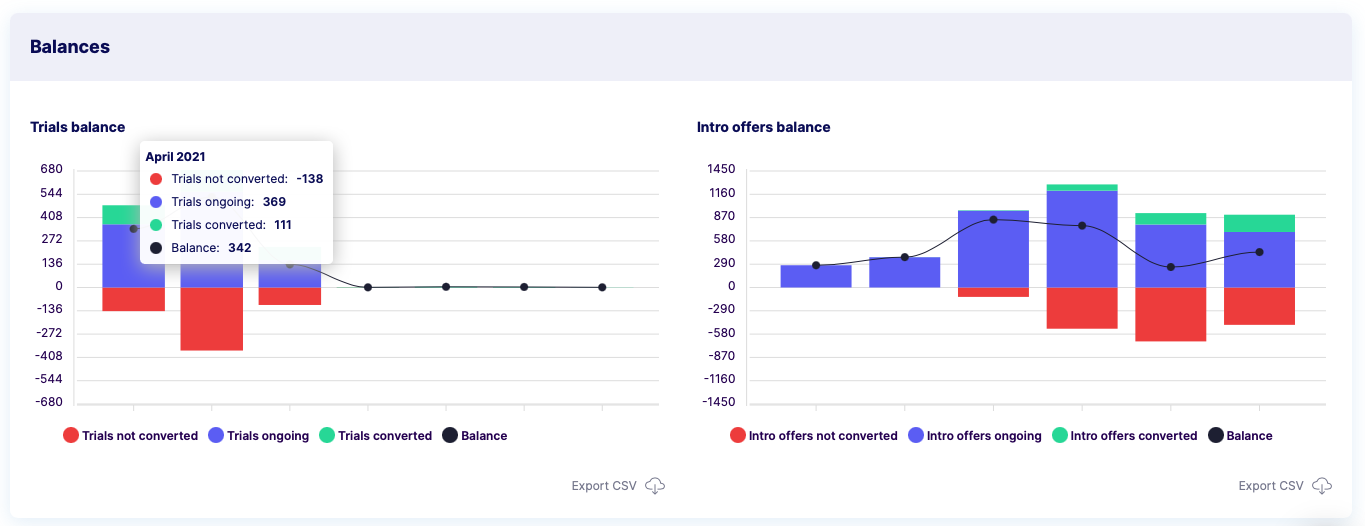 Balances
Trials balance
April 2021
Trials not converted: -138
Trials ongoing: 369
Trials converted: 111
Balance: 342
680
544
408
272
136
0
-136
-272
-408
-544
-680
Trials not converted Trials ongoing Trials converted Balance
Export CSV
Intro offers balance
1450
1160
870
580
290
0
-290
-580
-870
-1160
-1450
Intro offers not converted Intro offers ongoing Intro offers converted Balance
Export CSV